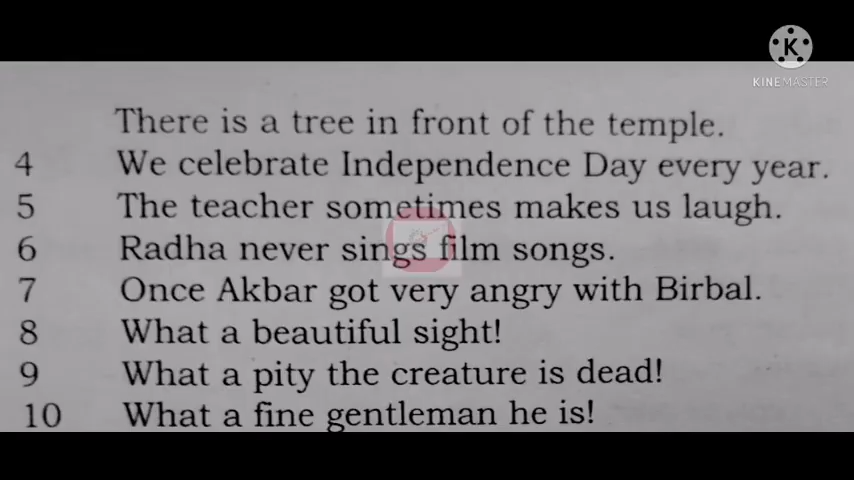 K
KINEMASTER
There is a tree in front of the temple.
4 We celebrate Independence Day every year.
5 The teacher sometimes makes us laugh.
6 Radha never sings film songs.
7 Once Akbar got very angry with Birbal.
8 What a beautiful sight!
9 What a pity the creature is dead!
10 What a fine gentleman he is!